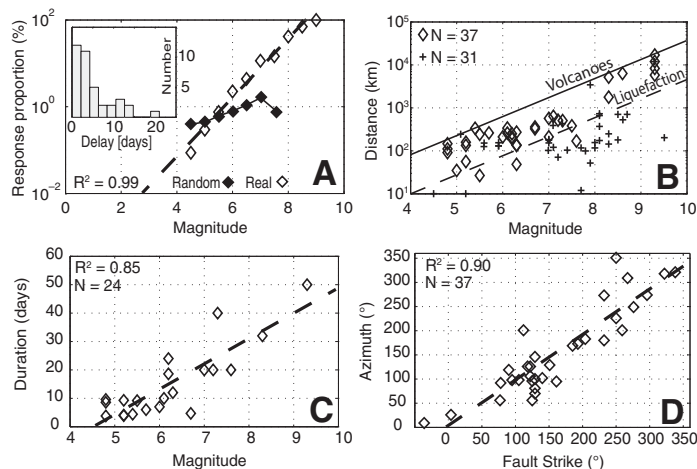 Response proportion (%)
10²
10⁰
10⁻²
0 2 4 6 8 10
Magnitude
10
5
2
Number
0 10 20
Delay [days]
R² = 0.99
Random Real
A
Distance (km)
10⁵
10⁴
10³
10²
10¹
4 5 6 7 8 9 10
Magnitude
N = 37
N = 31
Volcanoes
Liquefaction
B
Duration (days)
60
50
40
30
20
10
0
4 5 6 7 8 9 10
Magnitude
R² = 0.85
N = 24
C
Azimuth (°)
350
300
250
200
150
100
50
0
0 50 100 150 200 250 300 350
Fault Strike (°)
R² = 0.90
N = 37
D